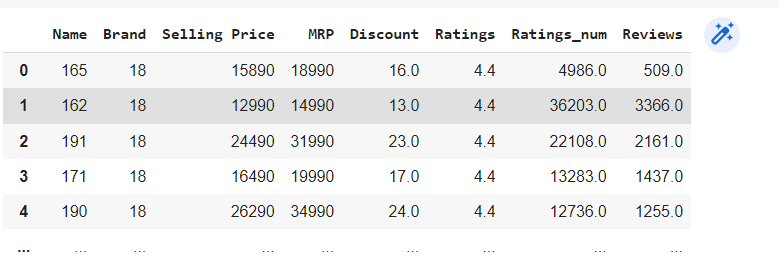 Name Brand Selling Price MRP Discount Ratings Ratings_num Reviews
0 165 18 15890 18990 16.0 4.4 4986.0 509.0
1 162 18 12990 14990 13.0 4.4 36203.0 3366.0
2 191 18 24490 31990 23.0 4.4 22108.0 2161.0
3 171 18 16490 19990 17.0 4.4 13283.0 1437.0
4 190 18 26290 34990 24.0 4.4 12736.0 1255.0
... ... ... ... ... ... ... ... ...